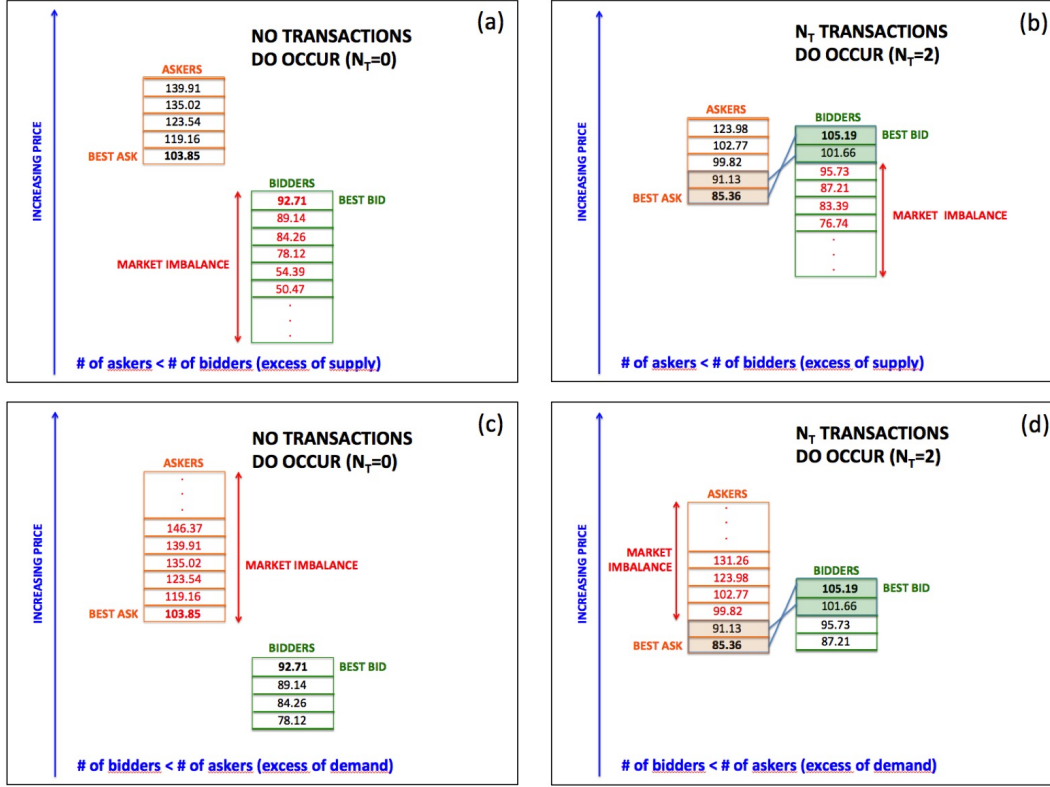 (a)
NO TRANSACTIONS
DO OCCUR (N_T=0)
INCREASING PRICE
ASKERS
139.91
135.02
123.54
119.16
BEST ASK 103.85
BIDDERS
92.71 BEST BID
89.14
84.26
78.12
MARKET IMBALANCE
54.39
50.47
.
.
.
# of askers < # of bidders (excess of supply)
(b)
N_T TRANSACTIONS
DO OCCUR (N_T=2)
INCREASING PRICE
ASKERS
123.98
102.77
99.82
91.13
BEST ASK 85.36
BIDDERS
105.19 BEST BID
101.66
95.73
87.21
83.39
76.74
MARKET IMBALANCE
.
.
.
# of askers < # of bidders (excess of supply)
(c)
NO TRANSACTIONS
DO OCCUR (N_T=0)
INCREASING PRICE
ASKERS
.
.
.
146.37
139.91
135.02
MARKET IMBALANCE
123.54
119.16
BEST ASK 103.85
BIDDERS
92.71 BEST BID
89.14
84.26
78.12
# of bidders < # of askers (excess of demand)
(d)
N_T TRANSACTIONS
DO OCCUR (N_T=2)
INCREASING PRICE
ASKERS
.
.
.
MARKET
IMBALANCE
131.26
123.98
102.77
99.82
91.13
BEST ASK 85.36
BIDDERS
105.19 BEST BID
101.66
95.73
87.21
# of bidders < # of askers (excess of demand)